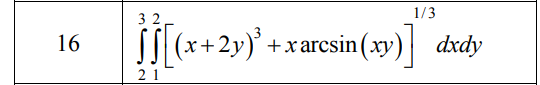 16 ∫₂³∫₁² [(x+2y)³ + x arcsin(xy)]^{1/3} dxdy